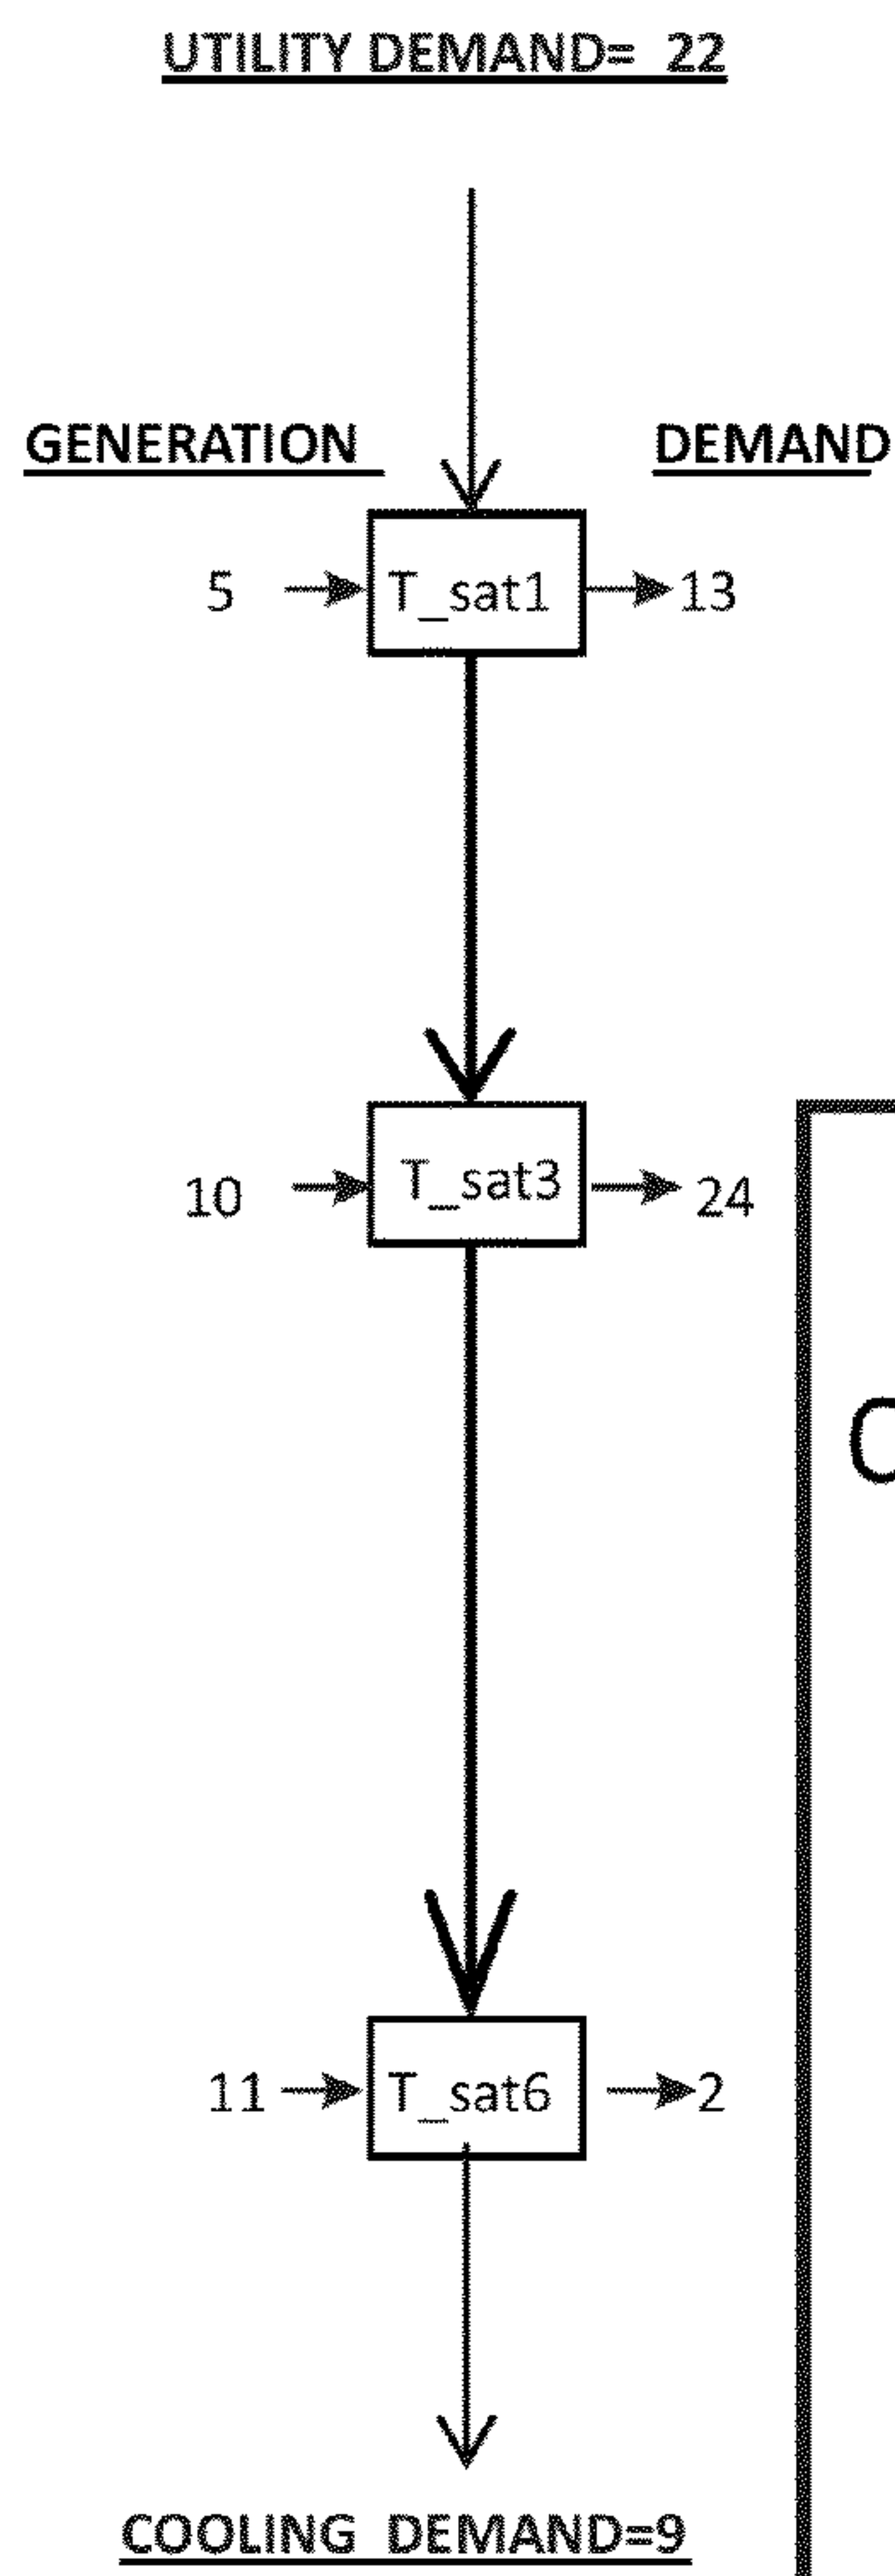 UTILITY DEMAND= 22
GENERATION DEMAND
5 T_sat1 13
10 T_sat3 24
C
11 T_sat6 2
COOLING DEMAND=9